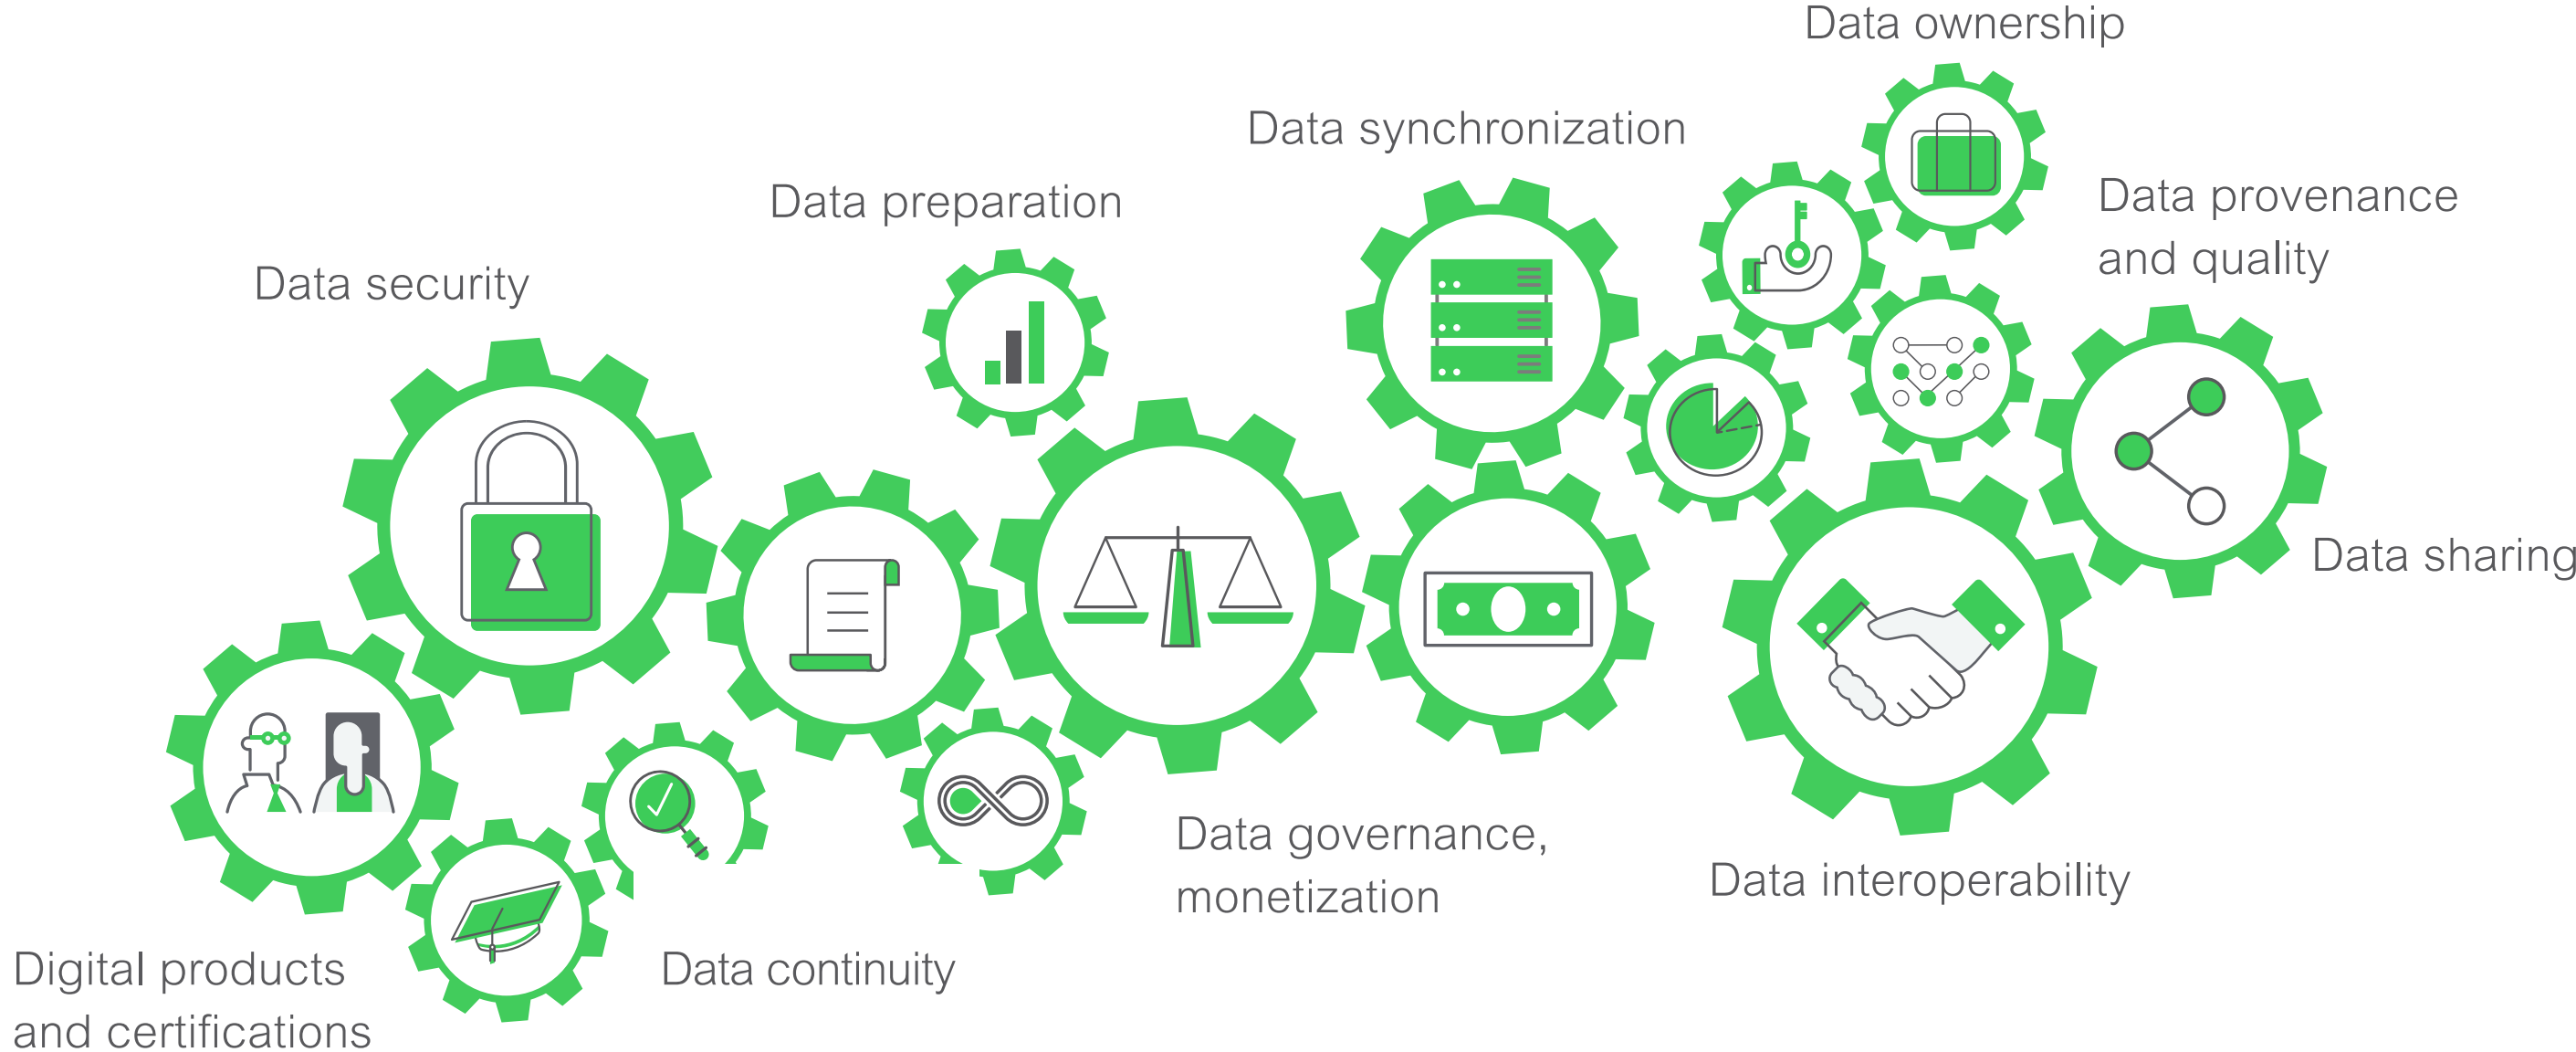 Data ownership
Data synchronization
Data preparation
Data provenance
and quality
Data security
Data sharing
Data governance,
monetization
Data interoperability
Digital products
and certifications
Data continuity